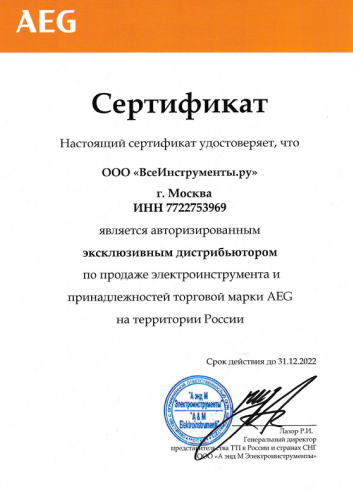 AEG
Сертификат
Настоящий сертификат удостоверяет, что
ООО «ВсеИнструменты.ру»
г. Москва
ИНН 7722753969
является авторизированным
эксклюзивным дистрибьютором
по продаже электроинструмента и
принадлежностей торговой марки AEG
на территории России
Срок действия до 31.12.2022
"А энд М
Электроинструменты"
"A & M
Elektroinstrument"
Лазор Р.И.
Генеральный директор
представительства ТТI в России и странах СНГ
ООО «А энд М Электроинструменты»